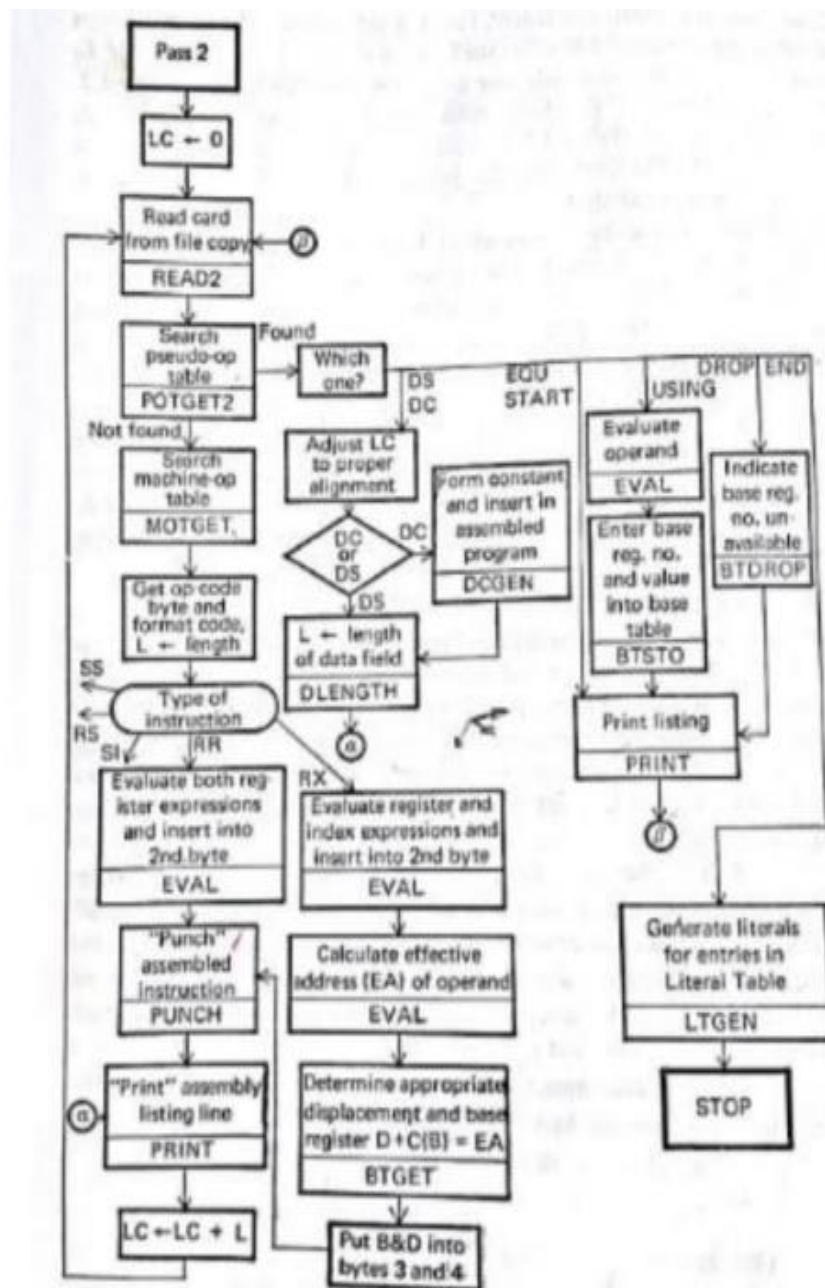 Pass 2
LC ← 0
Read card
from file copy
β
READ2
Search
pseudo-op
table
POTGET2
Found
Which
one?
DS
DC
EQU
START
USING
DROP
END
Not found
Search
machine-op
table
MOTGET
Adjust LC
to proper
alignment
Form constant
and insert in
assembled
program
DCGEN
Evaluate
operand
EVAL
Indicate
base reg.
no. un-
available
BTDROP
DC
or
DS
DC
DS
Enter base
reg. no.
and value
into base
table
BTSTO
Get op code
byte and
format code,
L ← length
L ← length
of data field
DLENGTH
α
SS
RS
SI
RR
RX
Type of
instruction
Print listing
PRINT
β
Evaluate both reg-
ister expressions
and insert into
2nd byte
EVAL
Evaluate register and
index expressions and
insert into 2nd byte
EVAL
"Punch"
assembled
instruction
PUNCH
Calculate effective
address (EA) of operand
EVAL
Generate literals
for entries in
Literal Table
LTGEN
α
"Print" assembly
listing line
PRINT
Determine appropriate
displacement and base
register D + C(B) = EA
BTGET
STOP
LC ← LC + L
Put B&D into
bytes 3 and 4